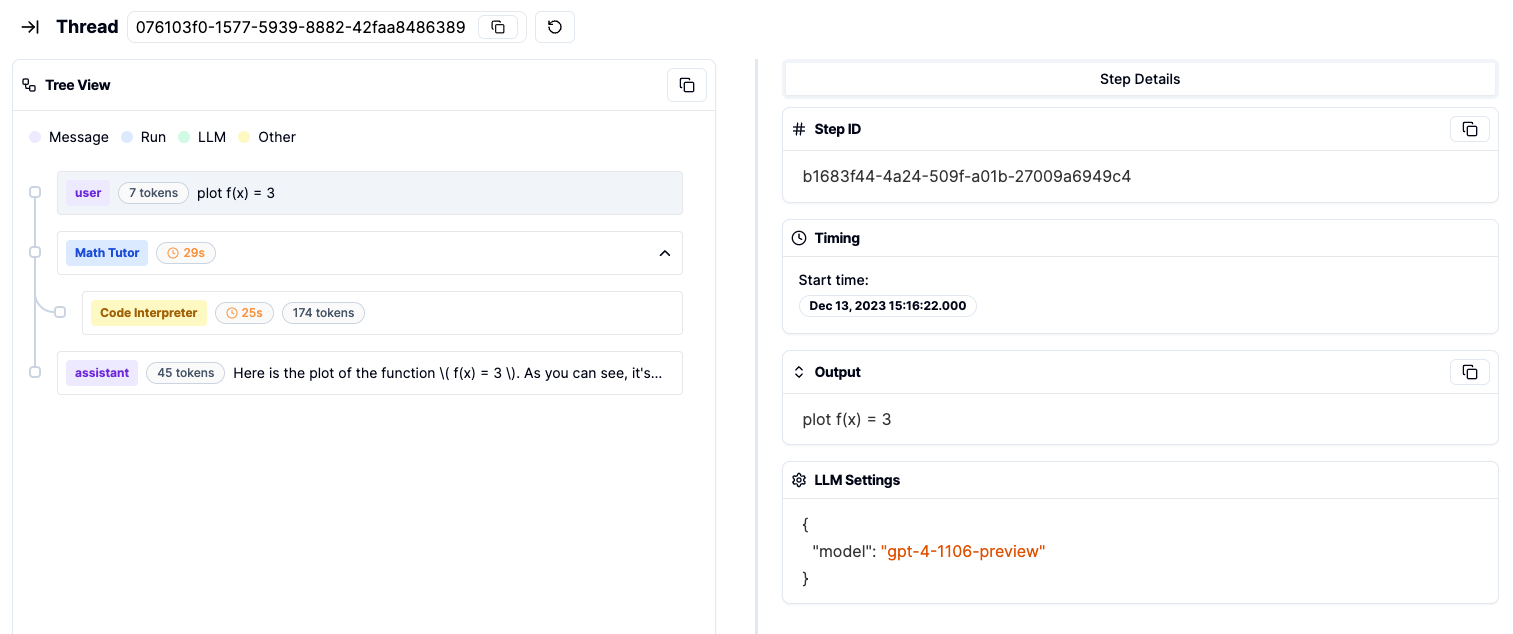 Thread 076103f0-1577-5939-8882-42faa8486389
Tree View
Message Run LLM Other
user 7 tokens plot f(x) = 3
Math Tutor 29s
Code Interpreter 25s 174 tokens
assistant 45 tokens Here is the plot of the function \( f(x) = 3 \). As you can see, it's...
Step Details
# Step ID
b1683f44-4a24-509f-a01b-27009a6949c4
Timing
Start time:
Dec 13, 2023 15:16:22.000
Output
plot f(x) = 3
LLM Settings
{
"model": "gpt-4-1106-preview"
}